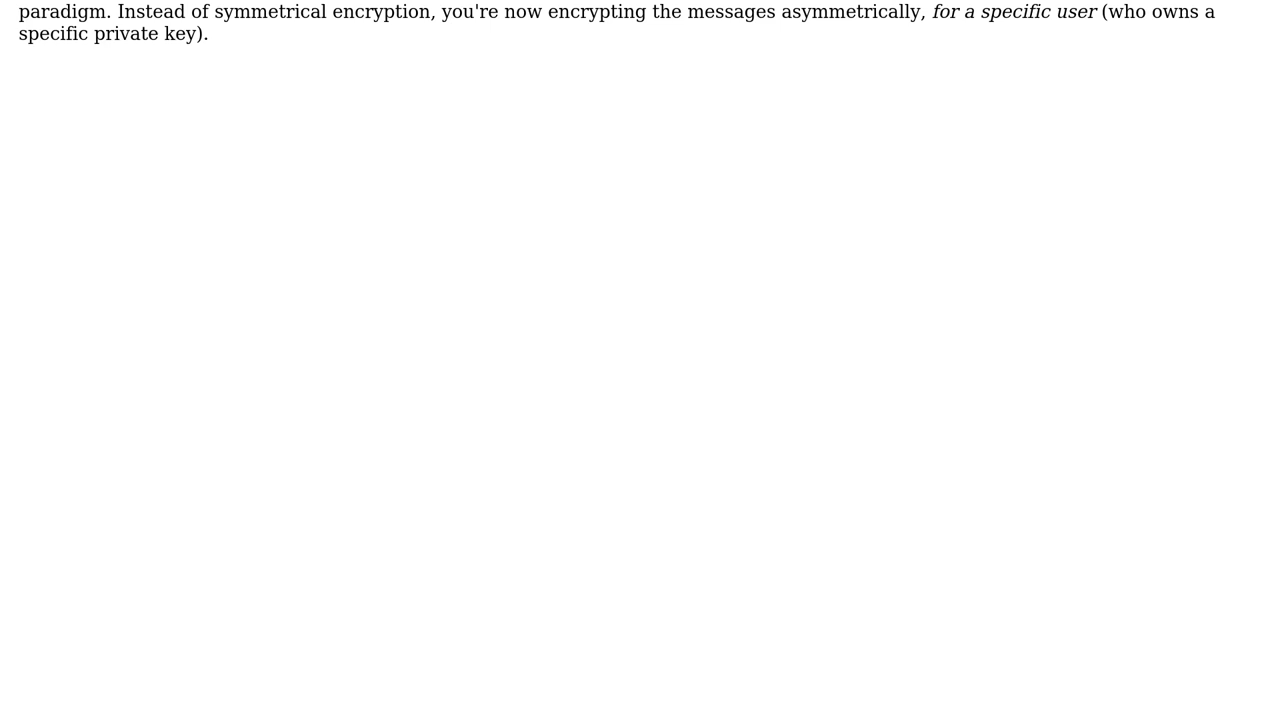 paradigm. Instead of symmetrical encryption, you're now encrypting the messages asymmetrically, for a specific user (who owns a
specific private key).